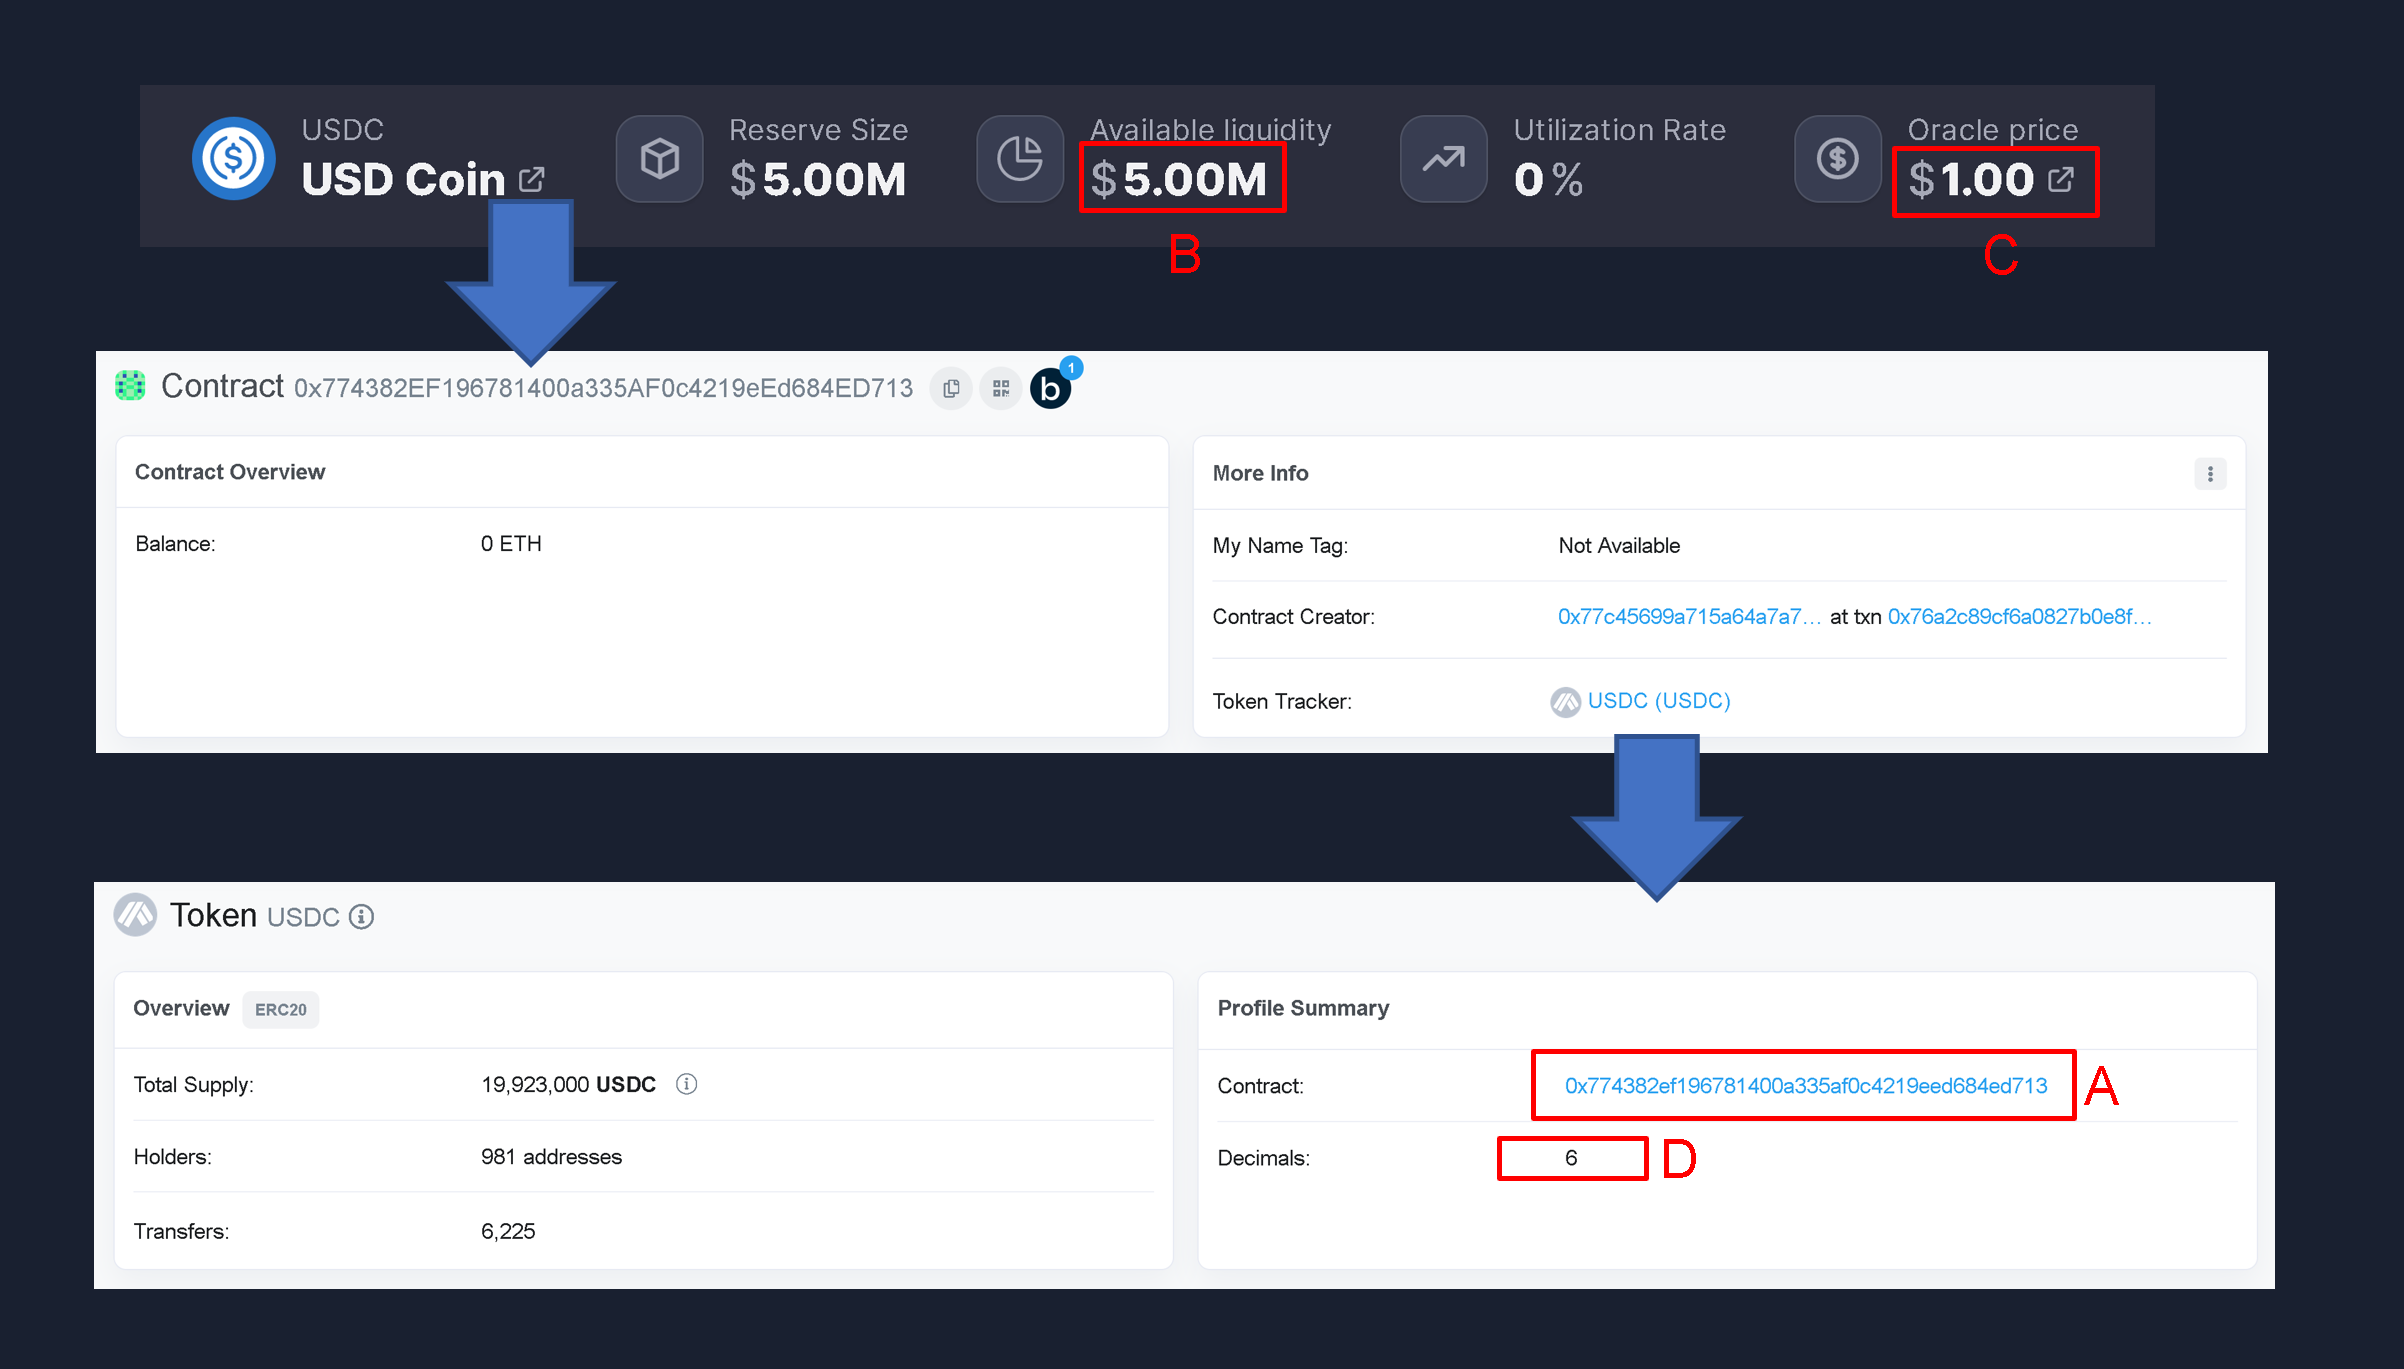 USDC
USD Coin
Reserve Size
$5.00M
Available liquidity
$5.00M
Utilization Rate
0 %
Oracle price
$1.00
B
C
Contract 0x774382EF196781400a335AF0c4219eEd684ED713
b
1
Contract Overview
Balance: 0 ETH
More Info
My Name Tag: Not Available
Contract Creator: 0x77c45699a715a64a7a7... at txn 0x76a2c89cf6a0827b0e8f...
Token Tracker: USDC (USDC)
Token USDC
Overview ERC20
Total Supply: 19,923,000 USDC
Holders: 981 addresses
Transfers: 6,225
Profile Summary
Contract: 0x774382ef196781400a335af0c4219eed684ed713 A
Decimals: 6 D